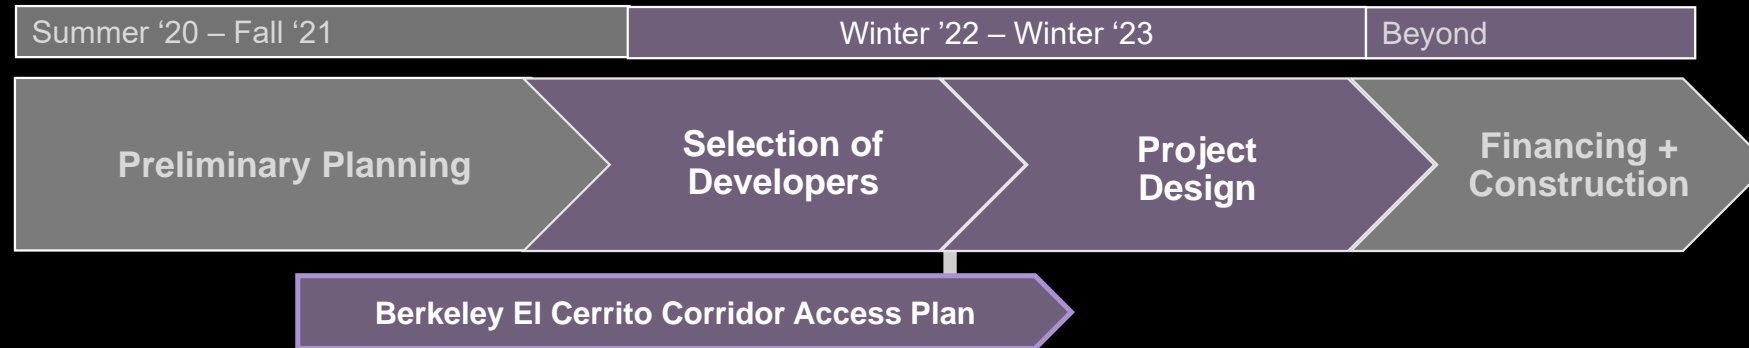 Summer ‘20 – Fall ‘21
Winter ’22 – Winter ‘23
Beyond
Preliminary Planning
Selection of
Developers
Project
Design
Financing +
Construction
Berkeley El Cerrito Corridor Access Plan